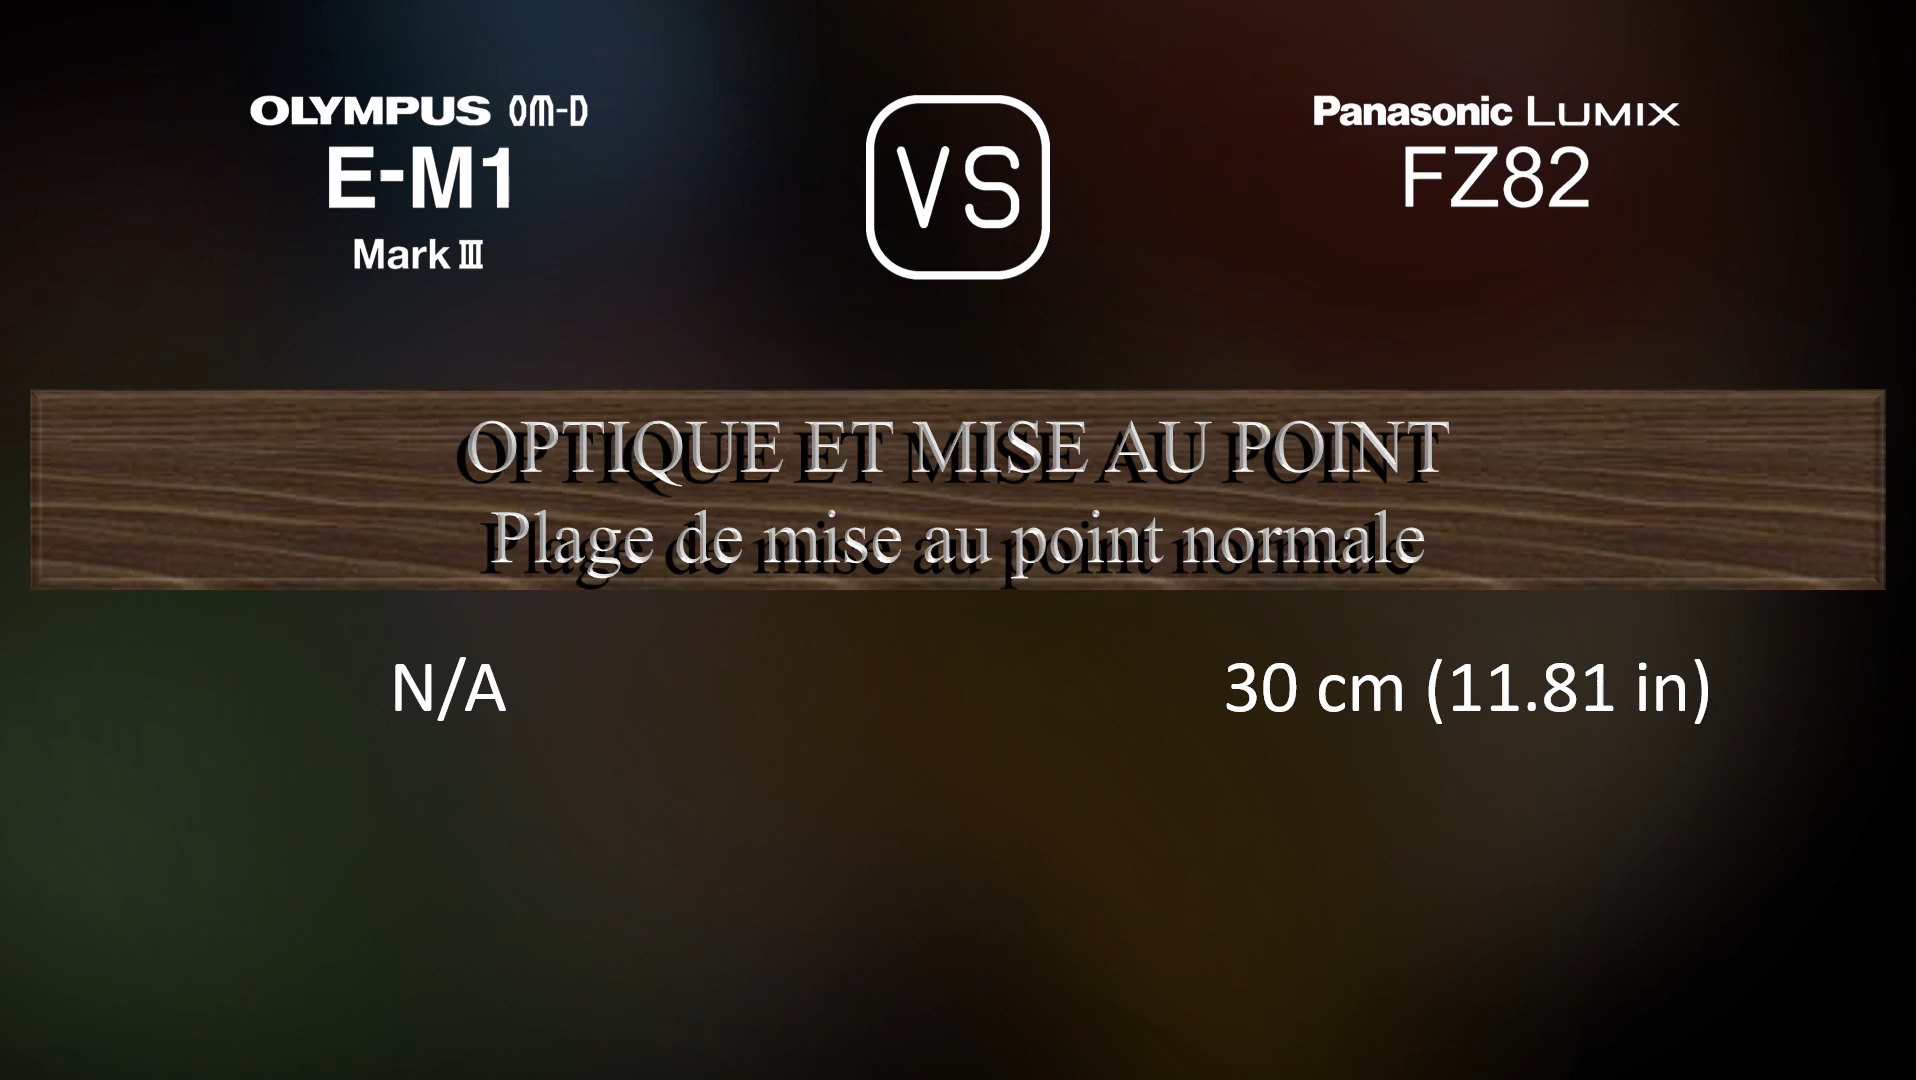 OLYMPUS OM-D
E-M1
Mark III
VS
Panasonic LUMIX
FZ82
OPTIQUE ET MISE AU POINT
Plage de mise au point normale
N/A
30 cm (11.81 in)